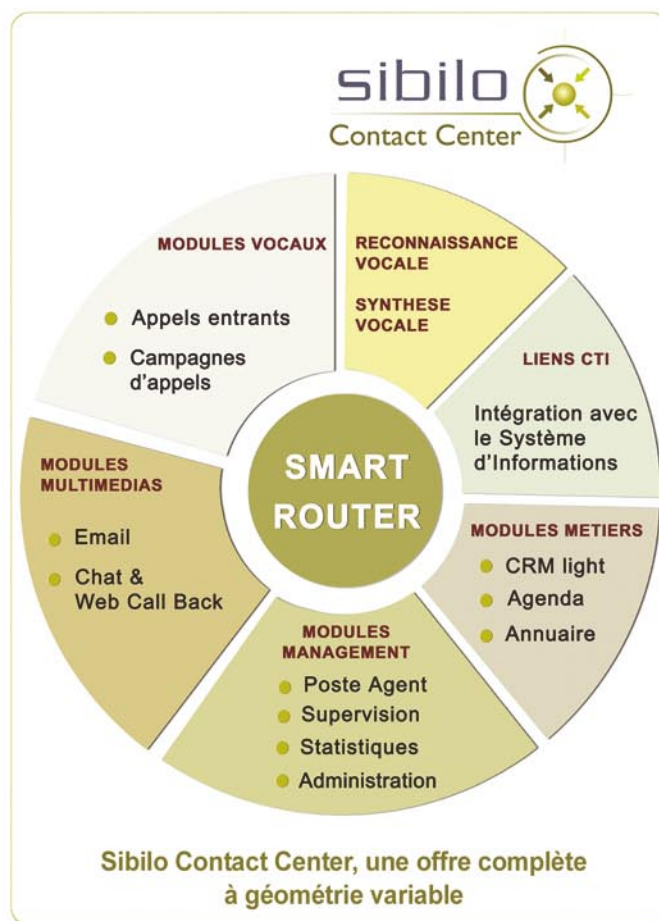 sibilo
Contact Center
MODULES VOCAUX
Appels entrants
Campagnes
d'appels
RECONNAISSANCE
VOCALE
SYNTHESE
VOCALE
LIENS CTI
Intégration avec
le Système
d'Informations
MODULES METIERS
CRM light
Agenda
Annuaire
MODULES
MANAGEMENT
Poste Agent
Supervision
Statistiques
Administration
MODULES
MULTIMEDIAS
Email
Chat &
Web Call Back
SMART
ROUTER
Sibilo Contact Center, une offre complète
à géométrie variable